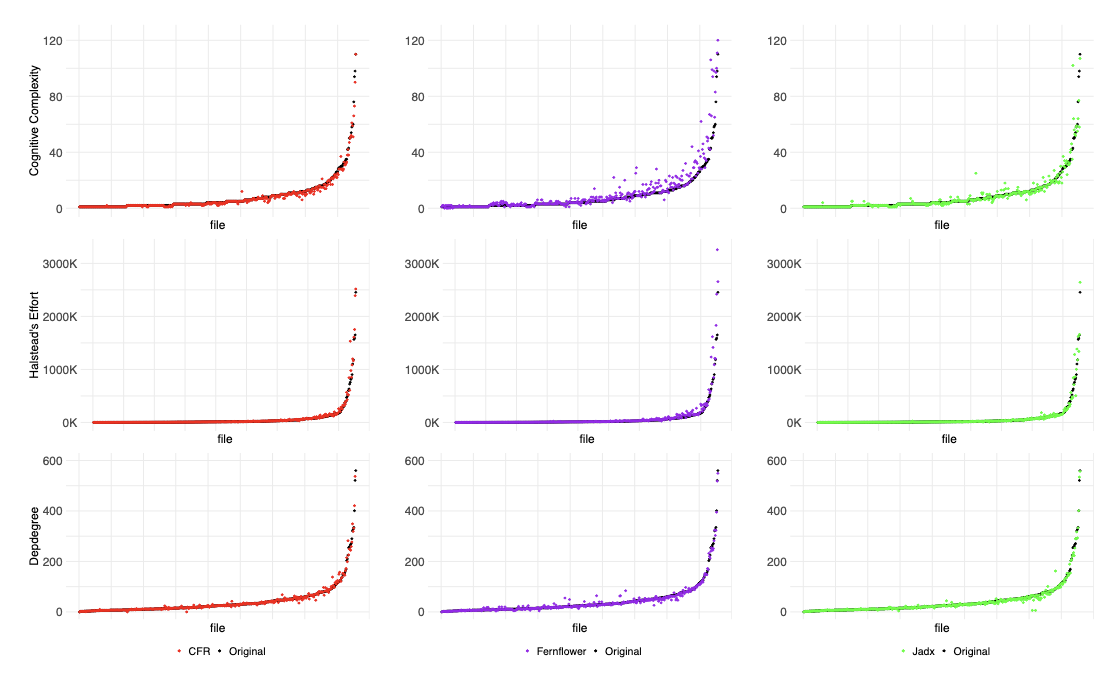 120
80
40
0
Cognitive Complexity
file
120
80
40
0
file
120
80
40
0
file
3000K
2000K
1000K
0K
Halstead's Effort
file
3000K
2000K
1000K
0K
file
3000K
2000K
1000K
0K
file
600
400
200
0
Depdegree
file
600
400
200
0
file
600
400
200
0
file
CFR Original
Fernflower Original
Jadx Original